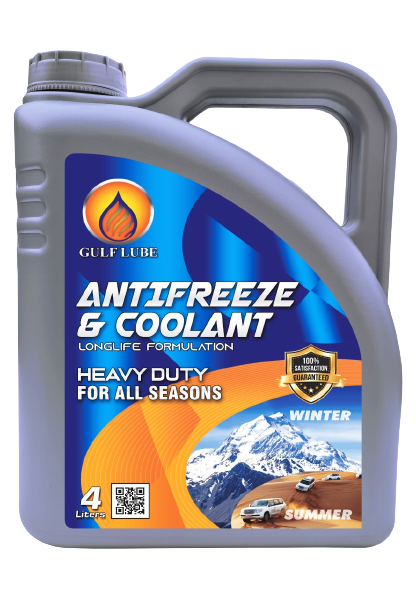 GULF LUBE
ANTIFREEZE
& COOLANT
LONGLIFE FORMULATION
HEAVY DUTY
FOR ALL SEASONS
100%
SATISFACTION
GUARANTEED
WINTER
SUMMER
4
Liters